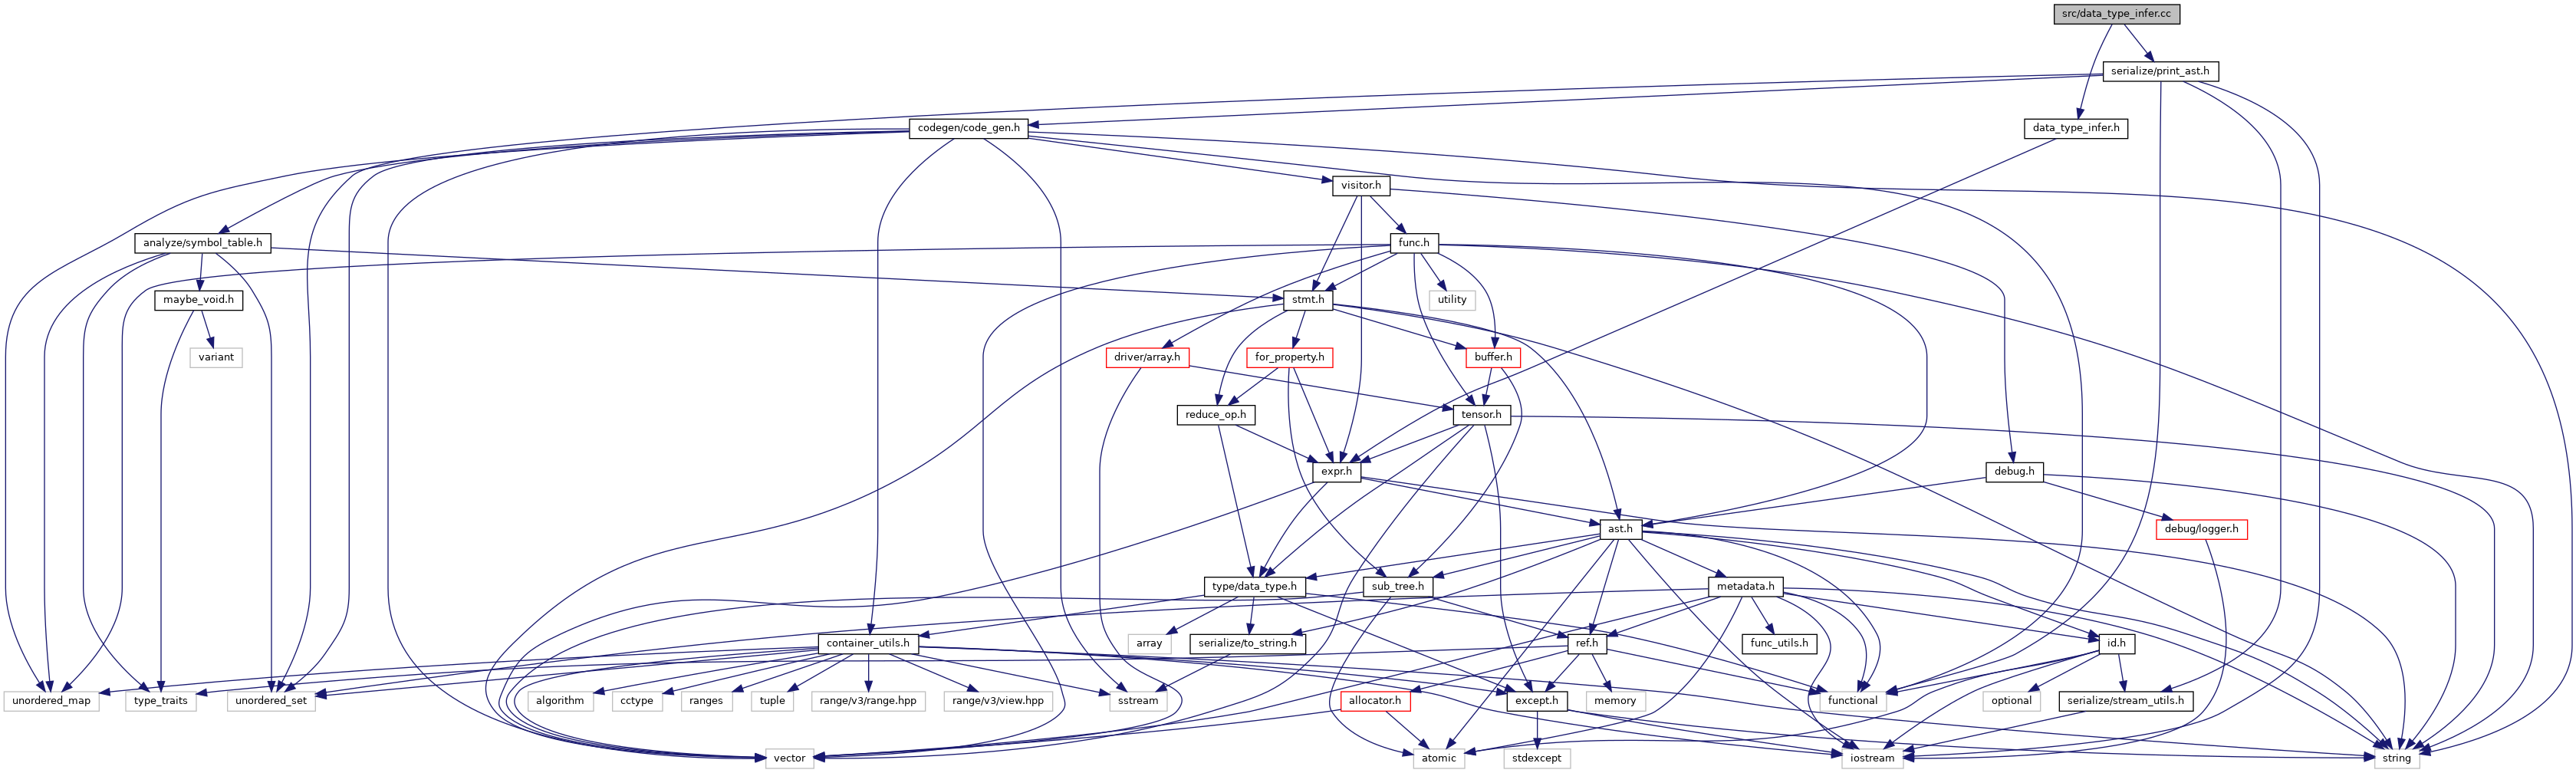 src/data_type_infer.cc
serialize/print_ast.h
codegen/code_gen.h
data_type_infer.h
visitor.h
analyze/symbol_table.h
func.h
maybe_void.h
stmt.h
utility
variant
driver/array.h
for_property.h
buffer.h
reduce_op.h
tensor.h
expr.h
debug.h
ast.h
debug/logger.h
type/data_type.h
sub_tree.h
metadata.h
container_utils.h
array
serialize/to_string.h
ref.h
func_utils.h
id.h
unordered_map
type_traits
unordered_set
algorithm
cctype
ranges
tuple
range/v3/range.hpp
range/v3/view.hpp
sstream
allocator.h
except.h
memory
functional
optional
serialize/stream_utils.h
vector
atomic
stdexcept
iostream
string